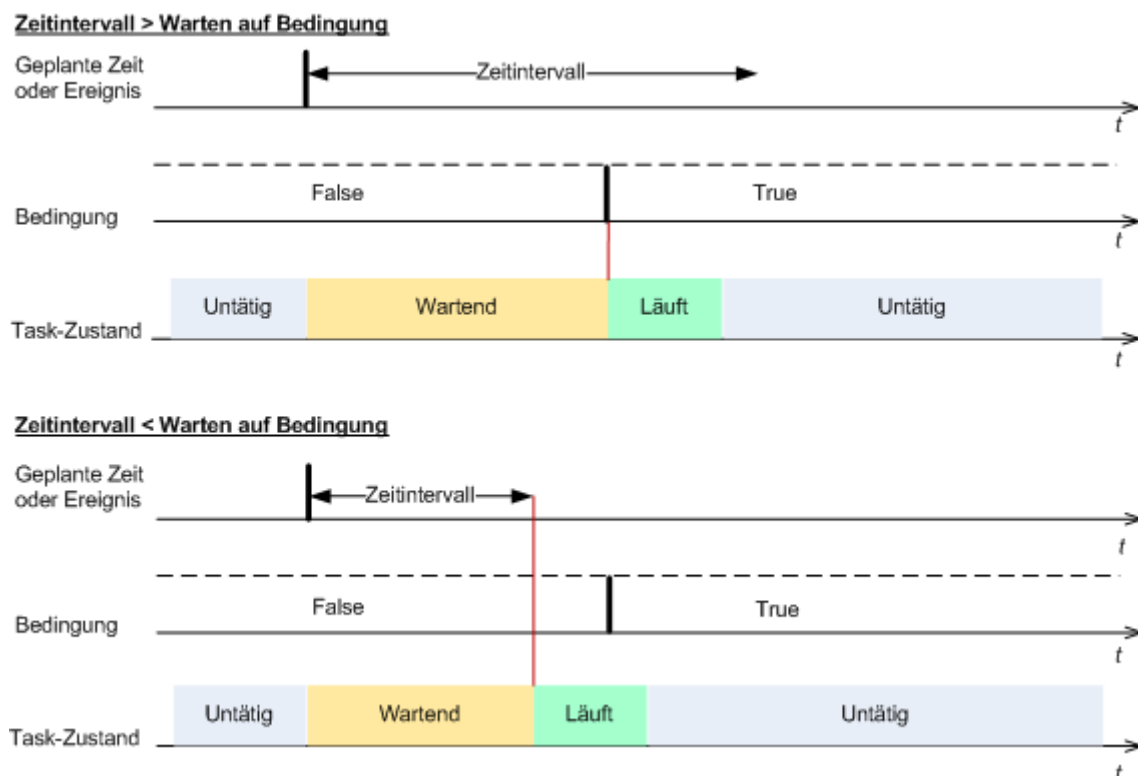 Zeitintervall > Warten auf Bedingung
Geplante Zeit
oder Ereignis
Zeitintervall
t
False
True
Bedingung
t
Untätig
Wartend
Läuft
Untätig
Task-Zustand
t
Zeitintervall < Warten auf Bedingung
Geplante Zeit
oder Ereignis
Zeitintervall
t
False
True
Bedingung
t
Untätig
Wartend
Läuft
Untätig
Task-Zustand
t